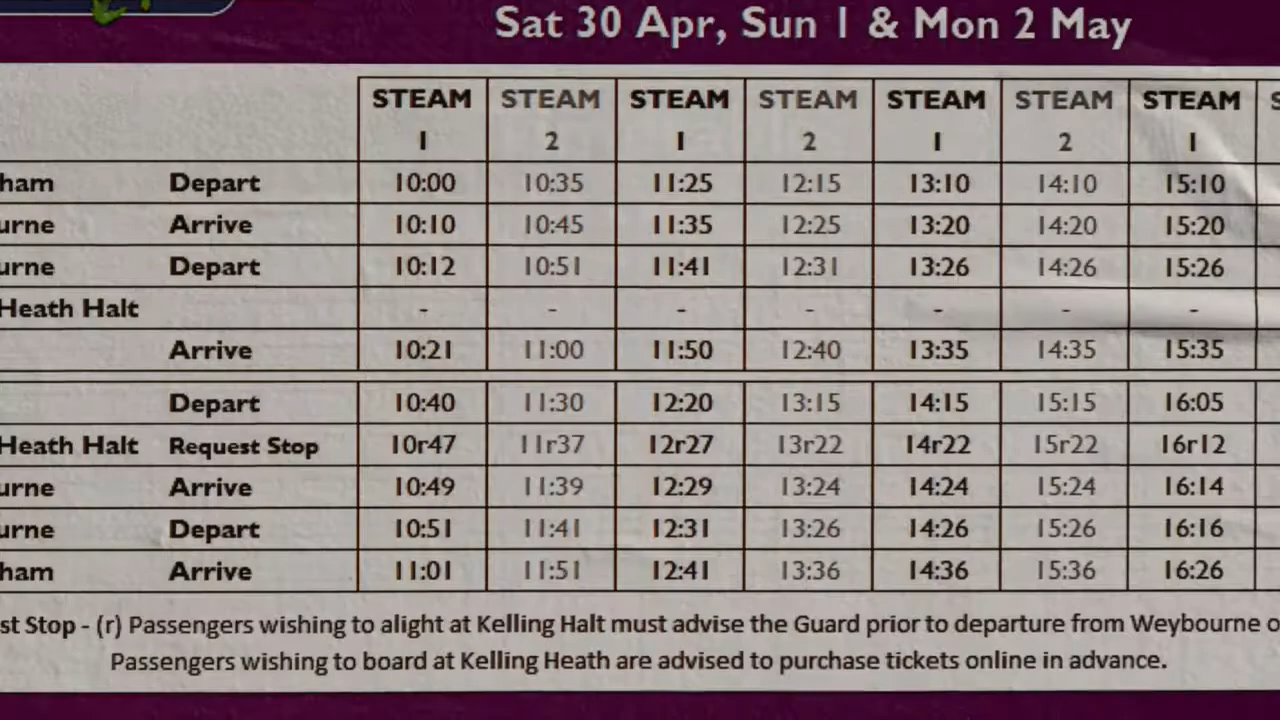 Sat 30 Apr, Sun 1 & Mon 2 May
STEAM STEAM STEAM STEAM STEAM STEAM STEAM S
1 2 1 2 1 2 1
ham Depart 10:00 10:35 11:25 12:15 13:10 14:10 15:10
urne Arrive 10:10 10:45 11:35 12:25 13:20 14:20 15:20
urne Depart 10:12 10:51 11:41 12:31 13:26 14:26 15:26
Heath Halt - - - - - - -
Arrive 10:21 11:00 11:50 12:40 13:35 14:35 15:35
Depart 10:40 11:30 12:20 13:15 14:15 15:15 16:05
Heath Halt Request Stop 10r47 11r37 12r27 13r22 14r22 15r22 16r12
urne Arrive 10:49 11:39 12:29 13:24 14:24 15:24 16:14
urne Depart 10:51 11:41 12:31 13:26 14:26 15:26 16:16
ham Arrive 11:01 11:51 12:41 13:36 14:36 15:36 16:26
st Stop - (r) Passengers wishing to alight at Kelling Halt must advise the Guard prior to departure from Weybourne o
Passengers wishing to board at Kelling Heath are advised to purchase tickets online in advance.